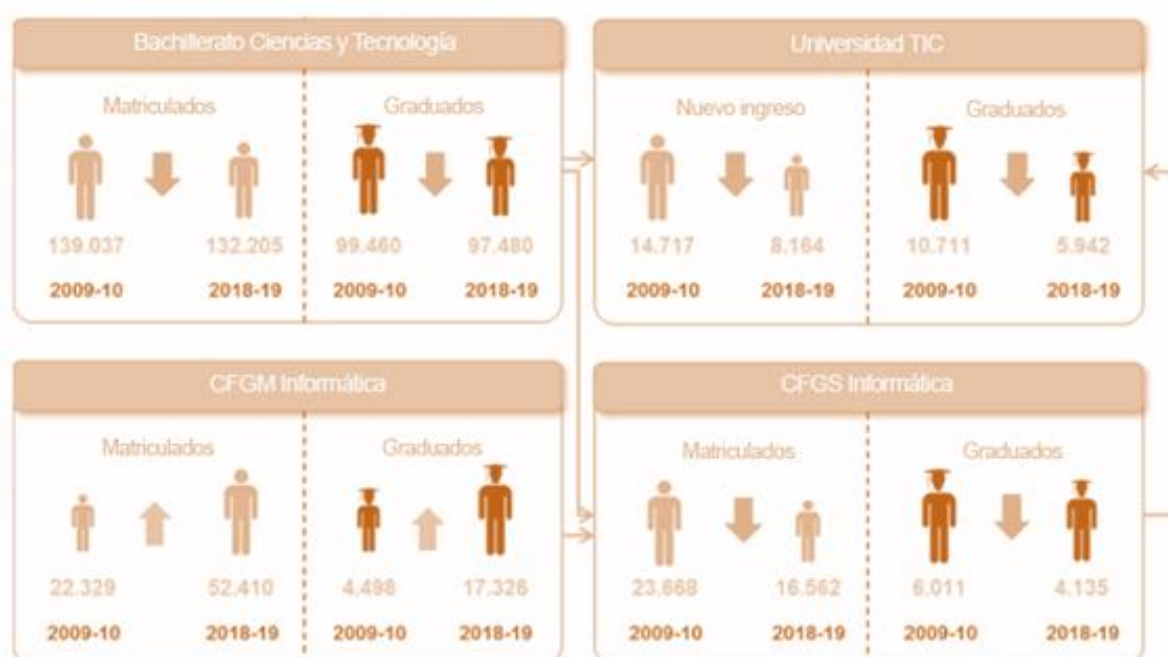 Bachillerato Ciencias y Tecnología
Matriculados
Graduados
139.037
132.205
99.460
97.480
2009-10
2018-19
2009-10
2018-19
Universidad TIC
Nuevo ingreso
Graduados
14.717
8.164
10.711
5.942
2009-10
2018-19
2009-10
2018-19
CFGM Informática
Matriculados
Graduados
22.329
52.410
4.498
17.326
2009-10
2018-19
2009-10
2018-19
CFGS Informática
Matriculados
Graduados
23.668
16.562
6.011
4.135
2009-10
2018-19
2009-10
2018-19